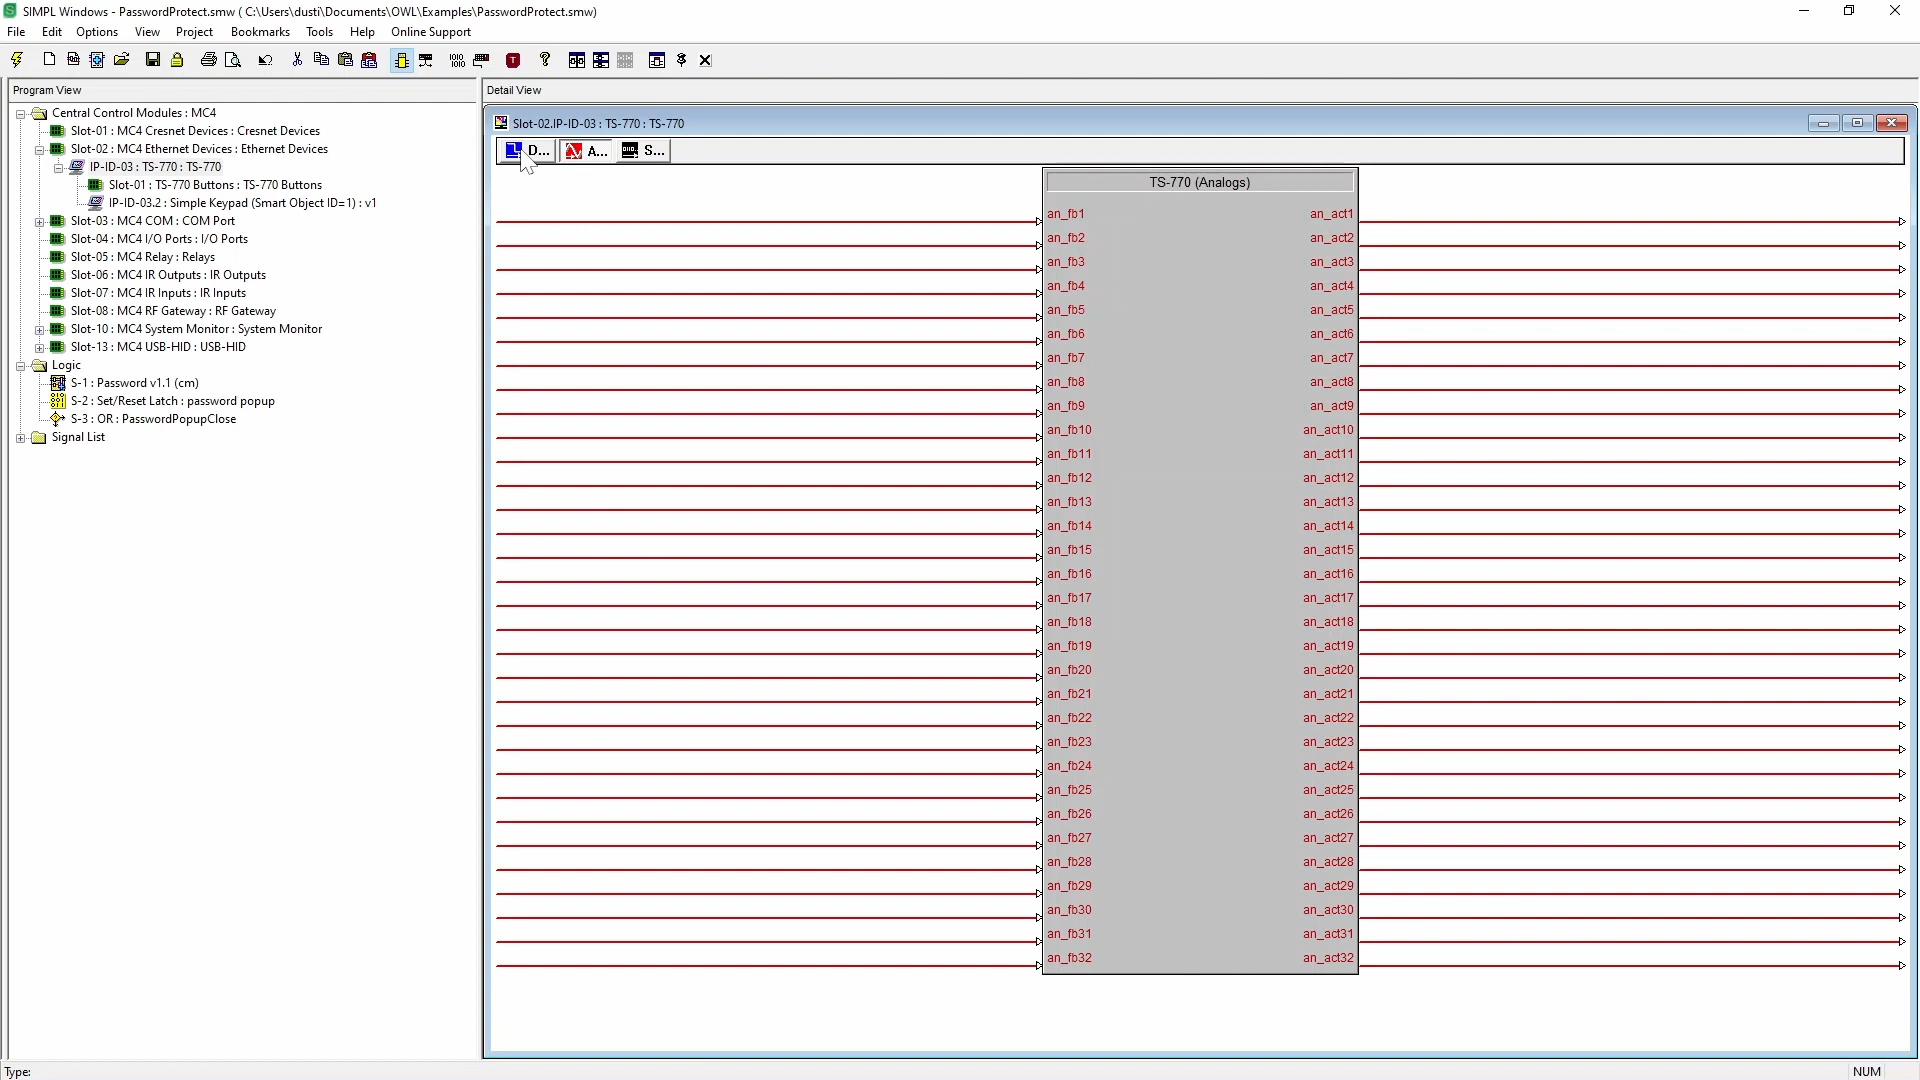 SIMPL Windows - PasswordProtect.smw ( C:\Users\dusti\Documents\OWL\Examples\PasswordProtect.smw)
File Edit Options View Project Bookmarks Tools Help Online Support
Program View
Central Control Modules : MC4
Slot-01 : MC4 Cresnet Devices : Cresnet Devices
Slot-02 : MC4 Ethernet Devices : Ethernet Devices
IP-ID-03 : TS-770 : TS-770
Slot-01 : TS-770 Buttons : TS-770 Buttons
IP-ID-03.2 : Simple Keypad (Smart Object ID=1) : v1
Slot-03 : MC4 COM : COM Port
Slot-04 : MC4 I/O Ports : I/O Ports
Slot-05 : MC4 Relay : Relays
Slot-06 : MC4 IR Outputs : IR Outputs
Slot-07 : MC4 IR Inputs : IR Inputs
Slot-08 : MC4 RF Gateway : RF Gateway
Slot-10 : MC4 System Monitor : System Monitor
Slot-13 : MC4 USB-HID : USB-HID
Logic
S-1 : Password v1.1 (cm)
S-2 : Set/Reset Latch : password popup
S-3 : OR : PasswordPopupClose
Signal List
Detail View
Slot-02.IP-ID-03 : TS-770 : TS-770
D... A... S...
TS-770 (Analogs)
an_fb1 an_act1
an_fb2 an_act2
an_fb3 an_act3
an_fb4 an_act4
an_fb5 an_act5
an_fb6 an_act6
an_fb7 an_act7
an_fb8 an_act8
an_fb9 an_act9
an_fb10 an_act10
an_fb11 an_act11
an_fb12 an_act12
an_fb13 an_act13
an_fb14 an_act14
an_fb15 an_act15
an_fb16 an_act16
an_fb17 an_act17
an_fb18 an_act18
an_fb19 an_act19
an_fb20 an_act20
an_fb21 an_act21
an_fb22 an_act22
an_fb23 an_act23
an_fb24 an_act24
an_fb25 an_act25
an_fb26 an_act26
an_fb27 an_act27
an_fb28 an_act28
an_fb29 an_act29
an_fb30 an_act30
an_fb31 an_act31
an_fb32 an_act32
Type: NUM